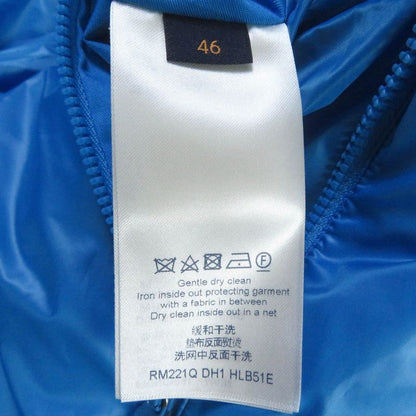 46
F
Gentle dry clean
Iron inside out protecting garment
with a fabric in between
Dry clean inside out in a net
缓和干洗
垫布反面熨烫
洗网中反面干洗
RM221Q DH1 HLB51E